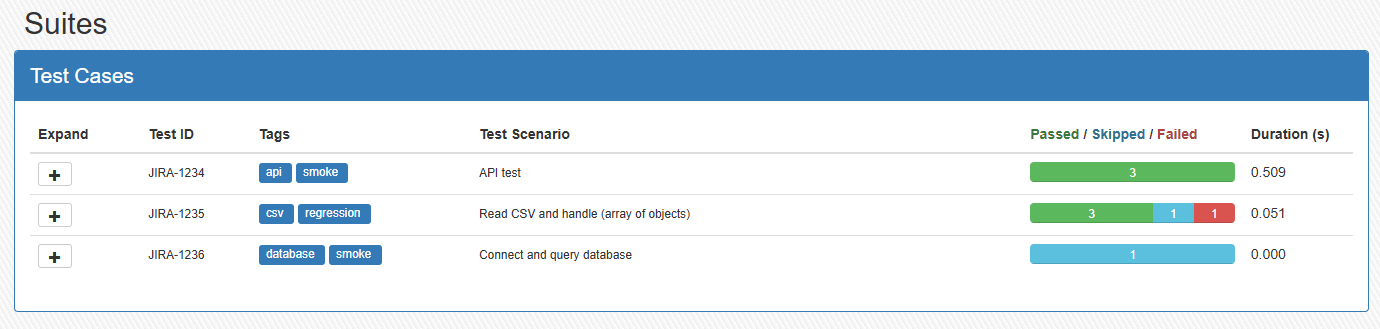 Suites
Test Cases
Expand Test ID Tags Test Scenario Passed / Skipped / Failed Duration (s)
JIRA-1234 api smoke API test 3 0.509
JIRA-1235 csv regression Read CSV and handle (array of objects) 3 1 1 0.051
JIRA-1236 database smoke Connect and query database 1 0.000